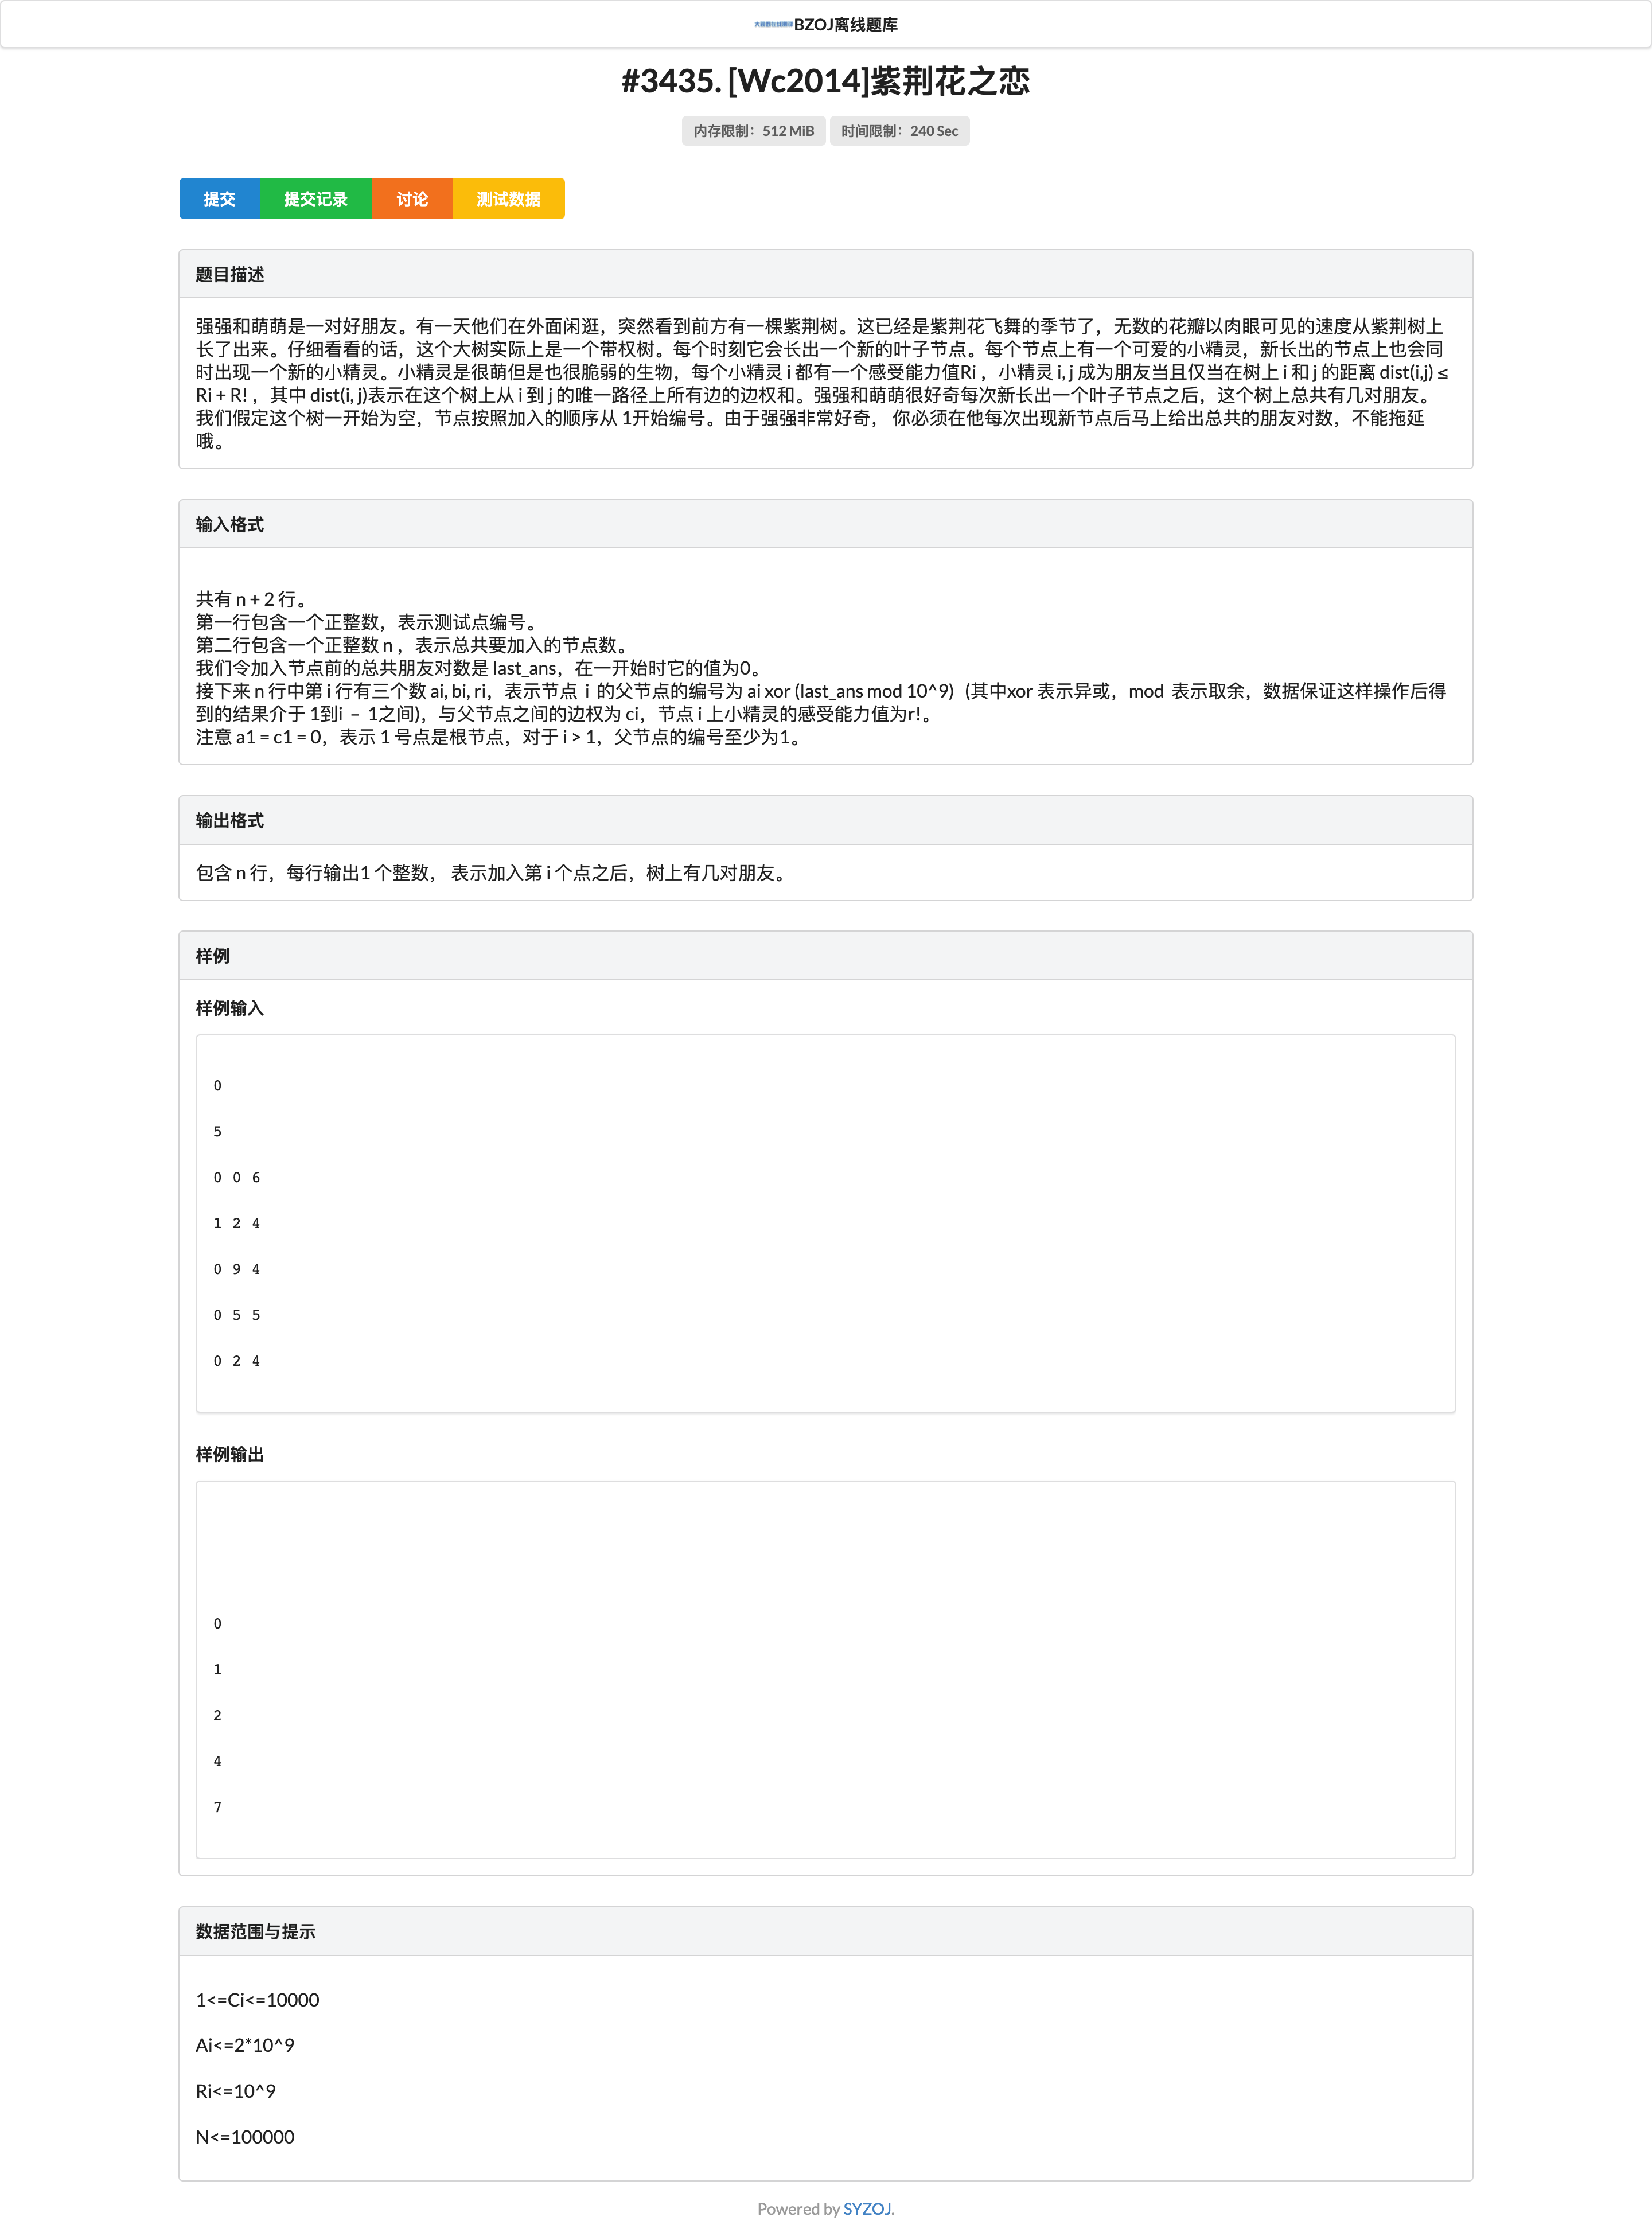 BZOJ离线题库
#3435. [Wc2014]紫荆花之恋
内存限制：512 MiB
时间限制：240 Sec
提交
提交记录
讨论
测试数据
题目描述
强强和萌萌是一对好朋友。有一天他们在外面闲逛，突然看到前方有一棵紫荆树。这已经是紫荆花飞舞的季节了，无数的花瓣以肉眼可见的速度从紫荆树上
长了出来。仔细看看的话，这个大树实际上是一个带权树。每个时刻它会长出一个新的叶子节点。每个节点上有一个可爱的小精灵，新长出的节点上也会同
时出现一个新的小精灵。小精灵是很萌但是也很脆弱的生物，每个小精灵 i 都有一个感受能力值Ri ，小精灵 i, j 成为朋友当且仅当在树上 i 和 j 的距离 dist(i,j) ≤
Ri + R! ，其中 dist(i, j)表示在这个树上从 i 到 j 的唯一路径上所有边的边权和。强强和萌萌很好奇每次新长出一个叶子节点之后，这个树上总共有几对朋友。
我们假定这个树一开始为空，节点按照加入的顺序从 1开始编号。由于强强非常好奇， 你必须在他每次出现新节点后马上给出总共的朋友对数，不能拖延
哦。
输入格式
共有 n + 2 行。
第一行包含一个正整数，表示测试点编号。
第二行包含一个正整数 n ，表示总共要加入的节点数。
我们令加入节点前的总共朋友对数是 last_ans，在一开始时它的值为0。
接下来 n 行中第 i 行有三个数 ai, bi, ri，表示节点 i 的父节点的编号为 ai xor (last_ans mod 10^9)（其中xor 表示异或，mod 表示取余，数据保证这样操作后得
到的结果介于 1到i – 1之间)，与父节点之间的边权为 ci，节点 i 上小精灵的感受能力值为r!。
注意 a1 = c1 = 0，表示 1 号点是根节点，对于 i > 1，父节点的编号至少为1。
输出格式
包含 n 行，每行输出1 个整数， 表示加入第 i 个点之后，树上有几对朋友。
样例
样例输入
0
5
0 0 6
1 2 4
0 9 4
0 5 5
0 2 4
样例输出
0
1
2
4
7
数据范围与提示
1<=Ci<=10000
Ai<=2*10^9
Ri<=10^9
N<=100000
Powered by SYZOJ.